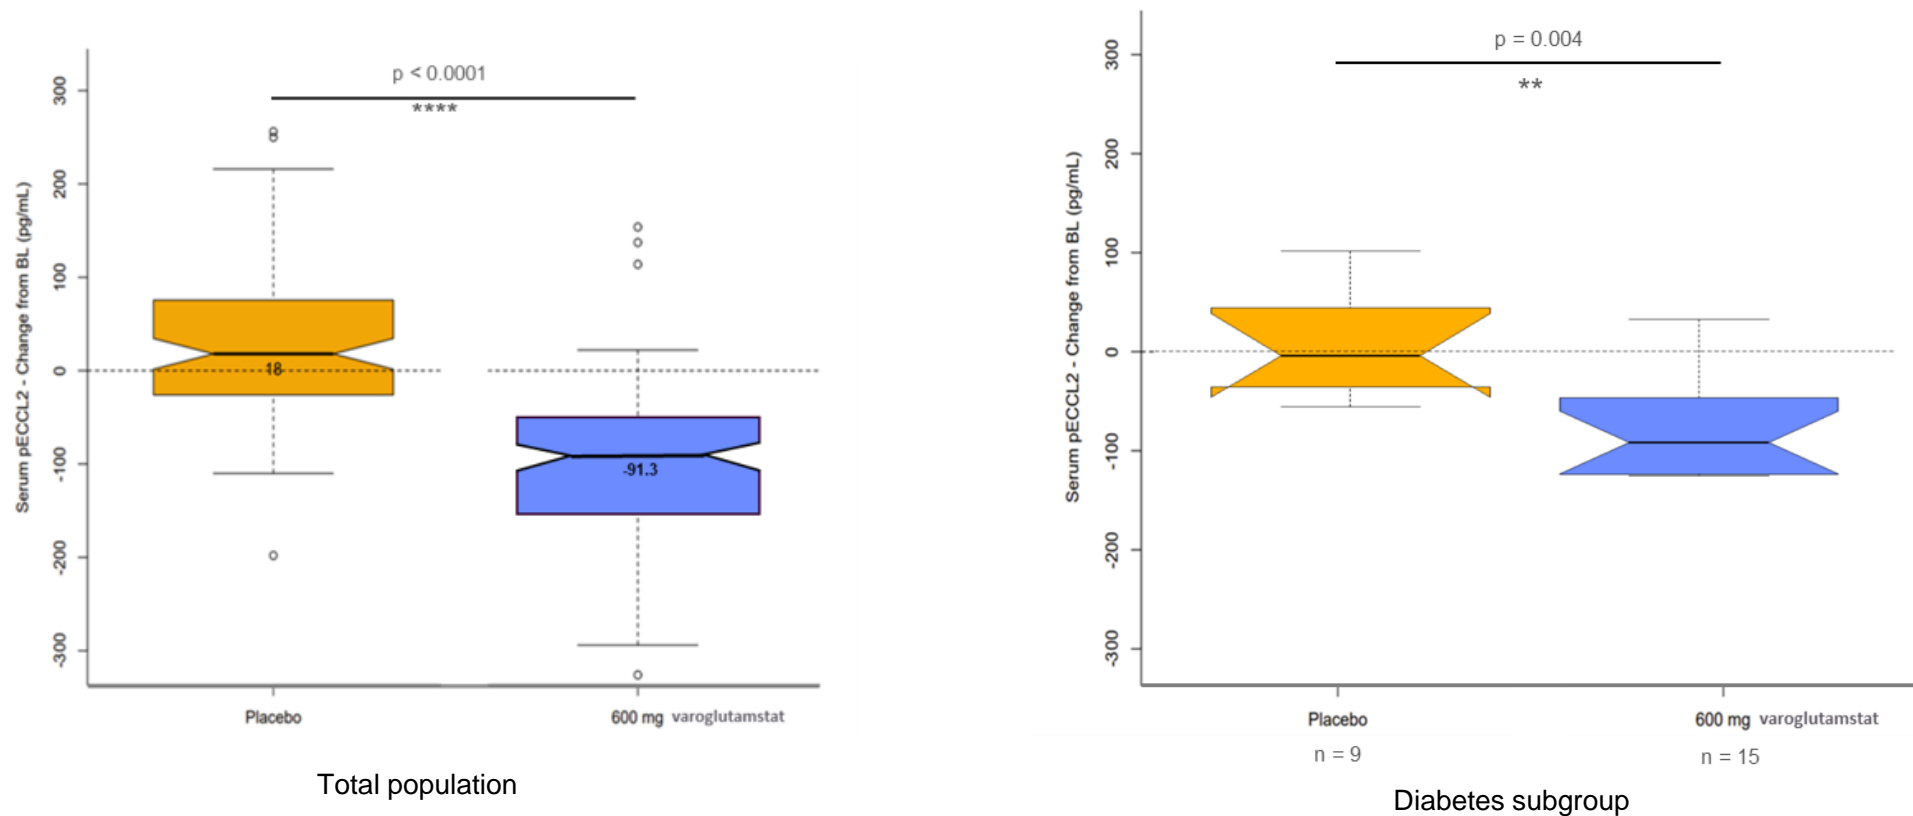 p < 0.0001
****
Serum pECCL2 - Change from BL (pg/mL)
300
200
100
0
-100
-200
-300
18
-91.3
Placebo
600 mg varoglutamstat
Total population
p = 0.004
**
Serum pECCL2 - Change from BL (pg/mL)
300
200
100
0
-100
-200
-300
Placebo
600 mg varoglutamstat
n = 9
n = 15
Diabetes subgroup